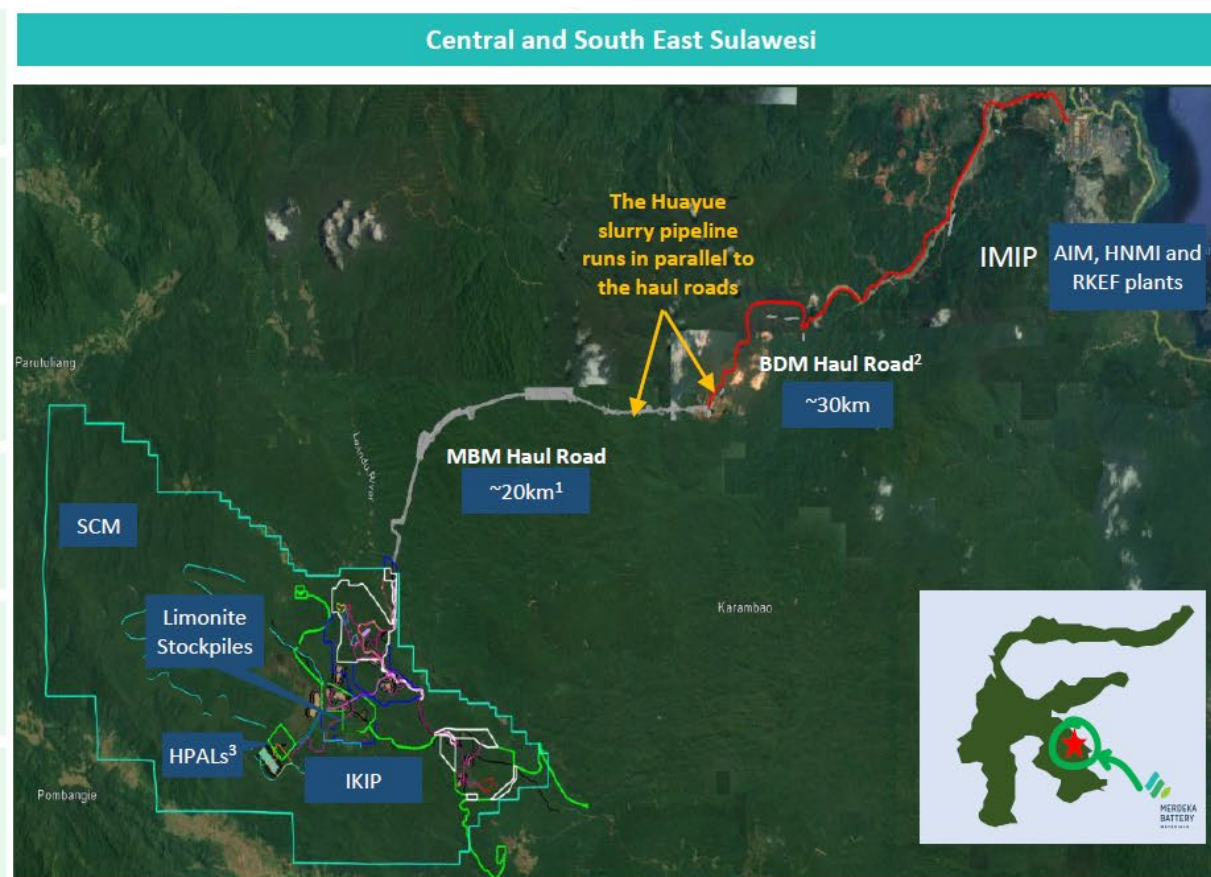 Central and South East Sulawesi
The Huayue
slurry pipeline
runs in parallel to
the haul roads
IMIP
AIM, HNMI and
RKEF plants
Parutuliang
BDM Haul Road²
~30km
MBM Haul Road
~20km¹
SCM
Limonite
Stockpiles
Karambao
HPALs³
IKIP
Pombangie
MERDEKA
BATTERY
MATERIALS